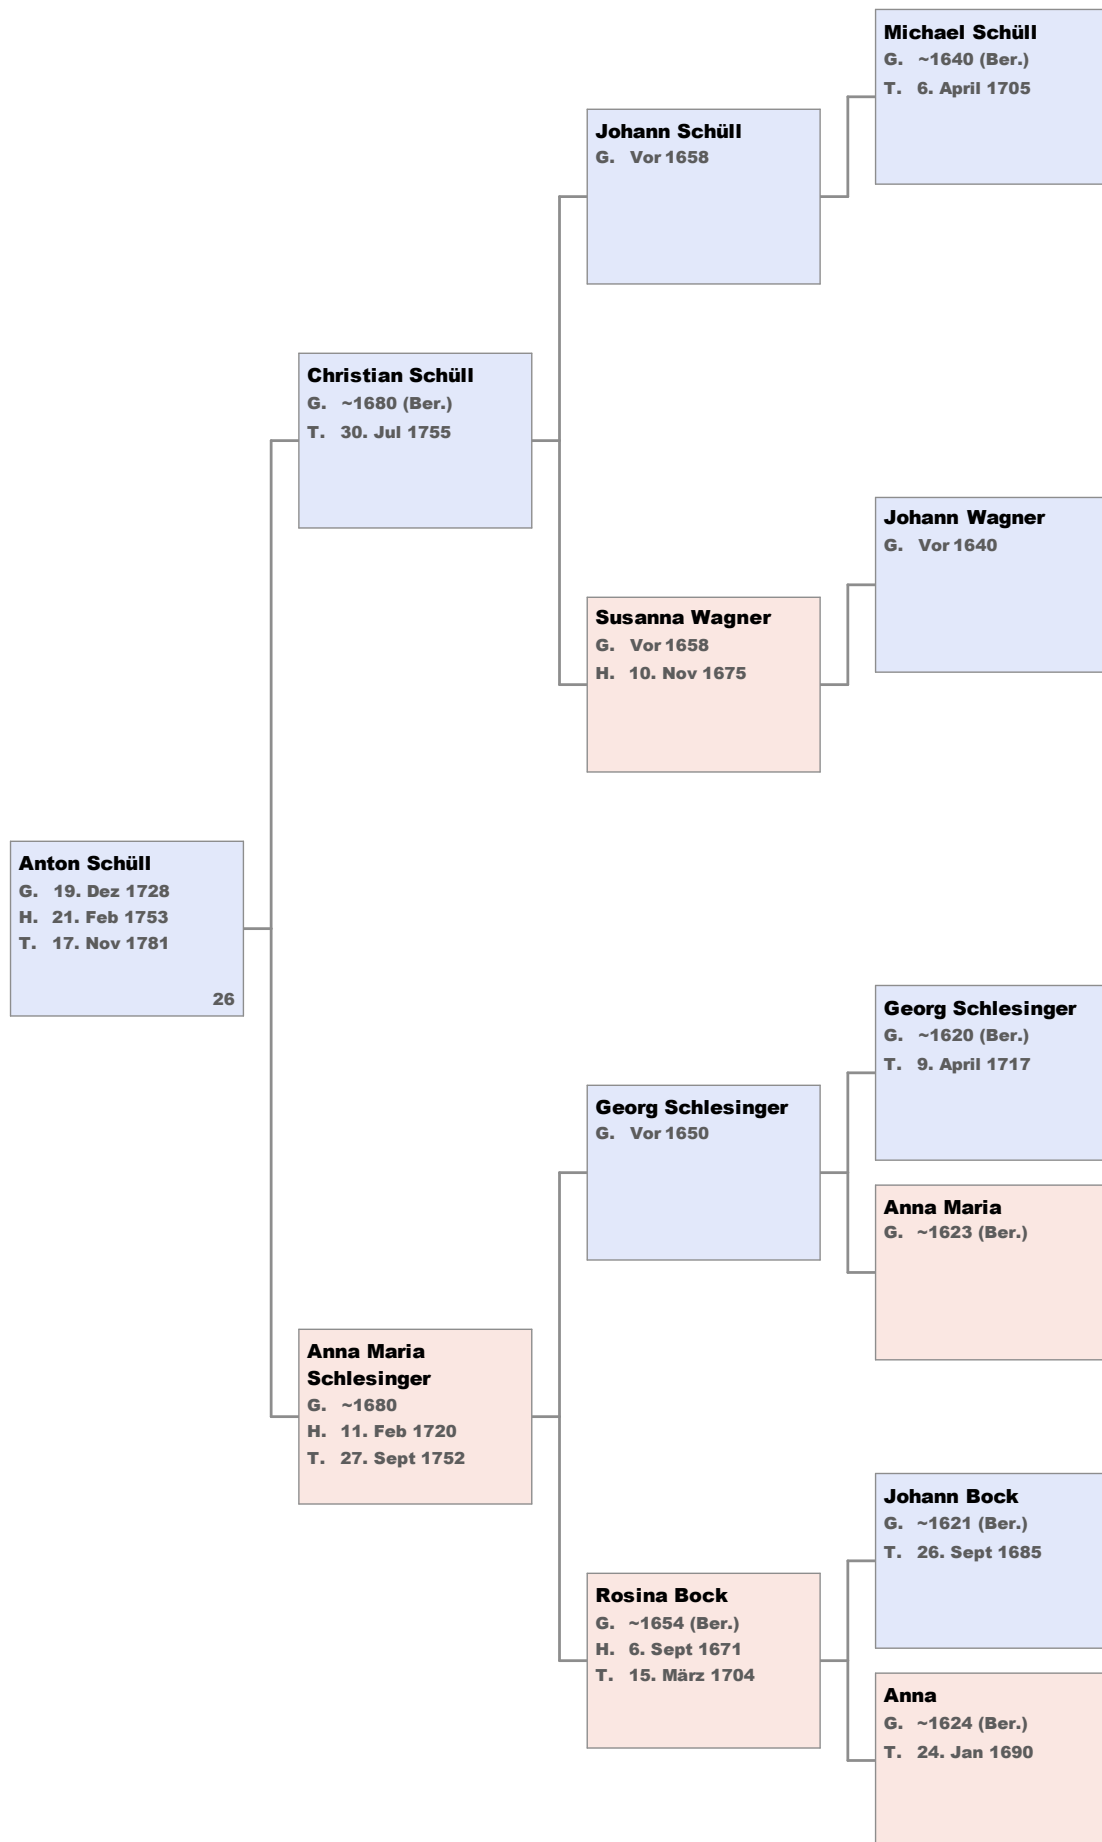 Michael Schüll
G. ~1640 (Ber.)
T. 6. April 1705
Johann Schüll
G. Vor 1658
Christian Schüll
G. ~1680 (Ber.)
T. 30. Jul 1755
Johann Wagner
G. Vor 1640
Susanna Wagner
G. Vor 1658
H. 10. Nov 1675
Anton Schüll
G. 19. Dez 1728
H. 21. Feb 1753
T. 17. Nov 1781
26
Georg Schlesinger
G. ~1620 (Ber.)
T. 9. April 1717
Georg Schlesinger
G. Vor 1650
Anna Maria
G. ~1623 (Ber.)
Anna Maria
Schlesinger
G. ~1680
H. 11. Feb 1720
T. 27. Sept 1752
Johann Bock
G. ~1621 (Ber.)
T. 26. Sept 1685
Rosina Bock
G. ~1654 (Ber.)
H. 6. Sept 1671
T. 15. März 1704
Anna
G. ~1624 (Ber.)
T. 24. Jan 1690